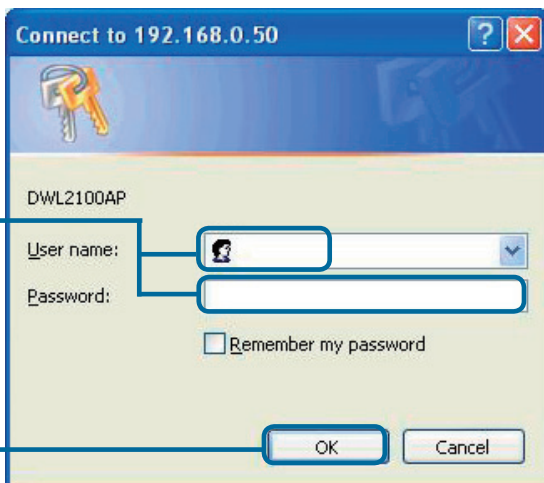 Connect to 192.168.0.50
?
DWL2100AP
User name:
Password:
Remember my password
OK
Cancel